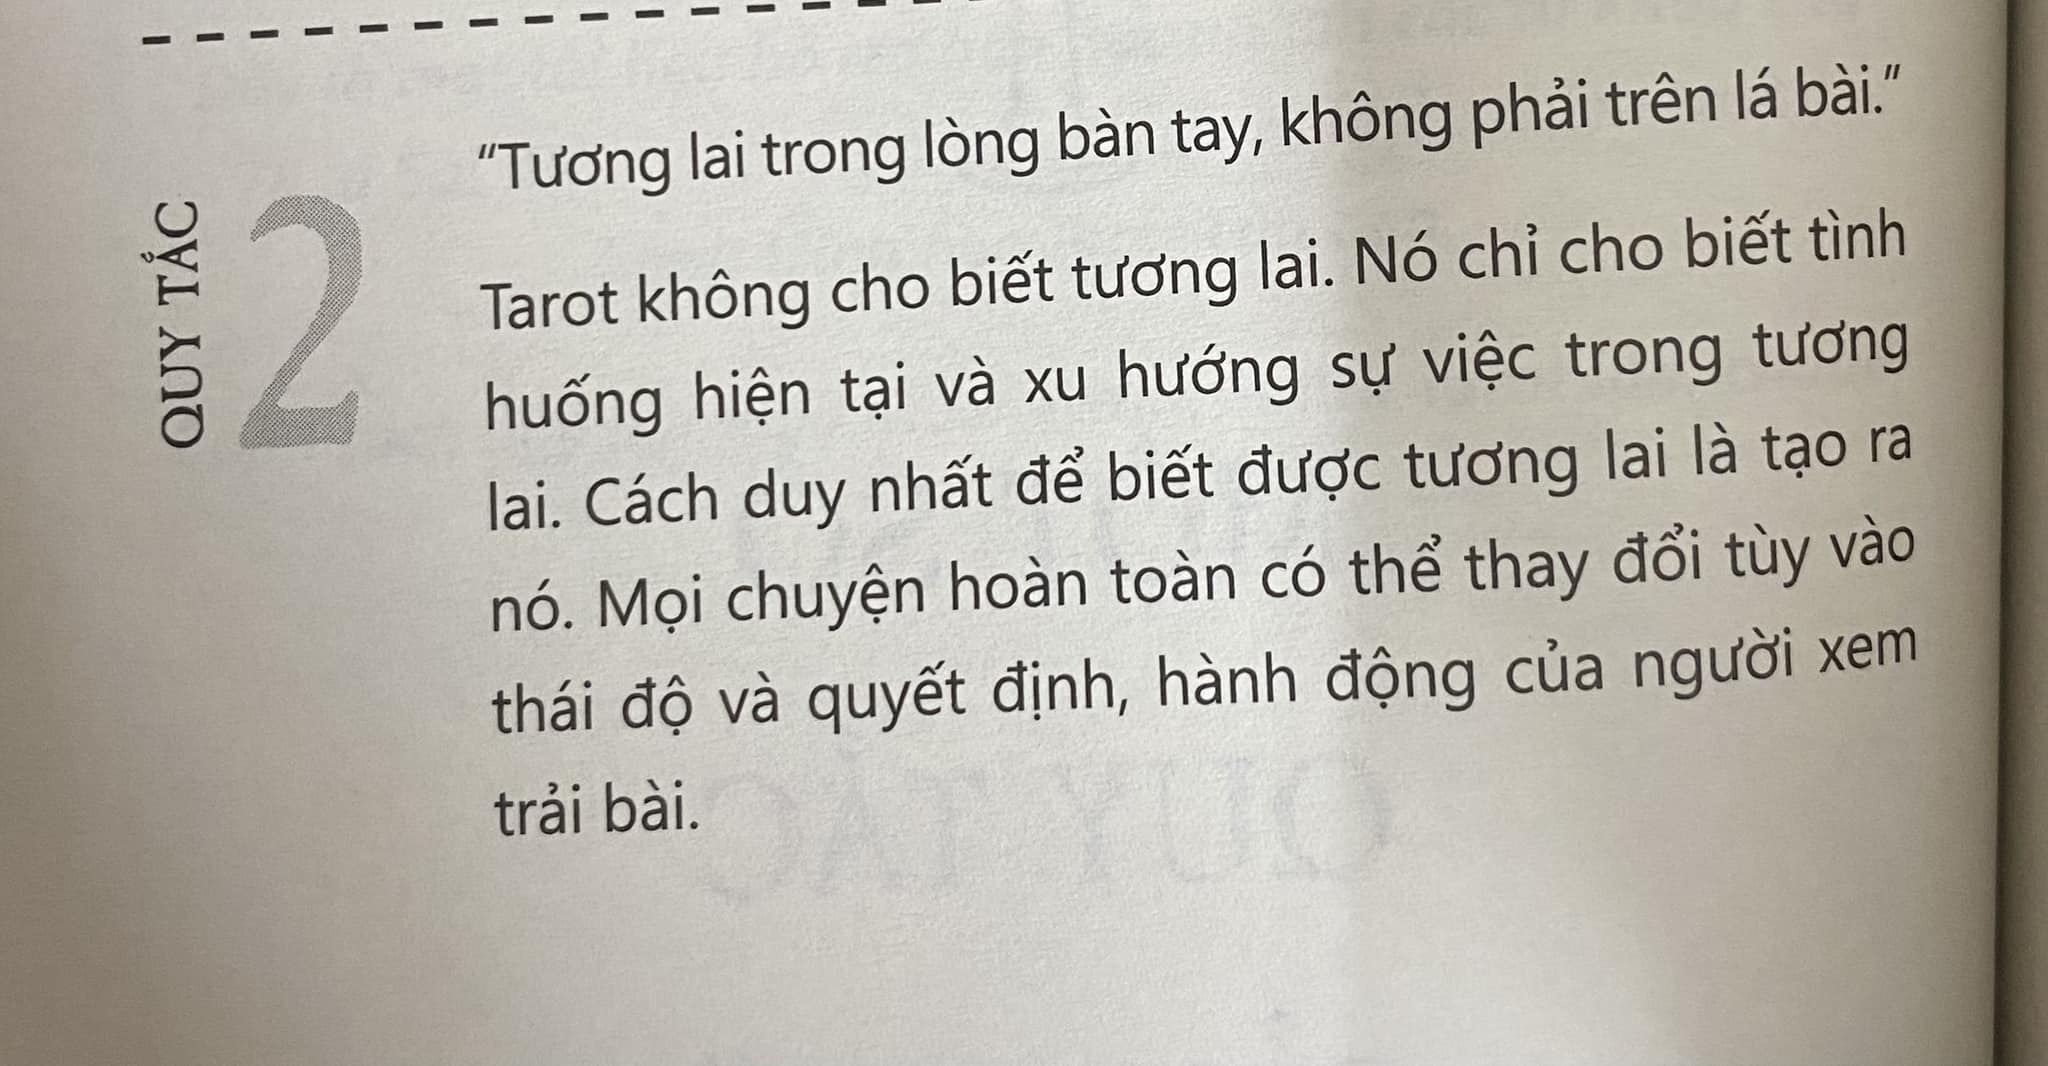 QUY TẮC
2
“Tương lai trong lòng bàn tay, không phải trên lá bài.”
Tarot không cho biết tương lai. Nó chỉ cho biết tình
huống hiện tại và xu hướng sự việc trong tương
lai. Cách duy nhất để biết được tương lai là tạo ra
nó. Mọi chuyện hoàn toàn có thể thay đổi tùy vào
thái độ và quyết định, hành động của người xem
trải bài.